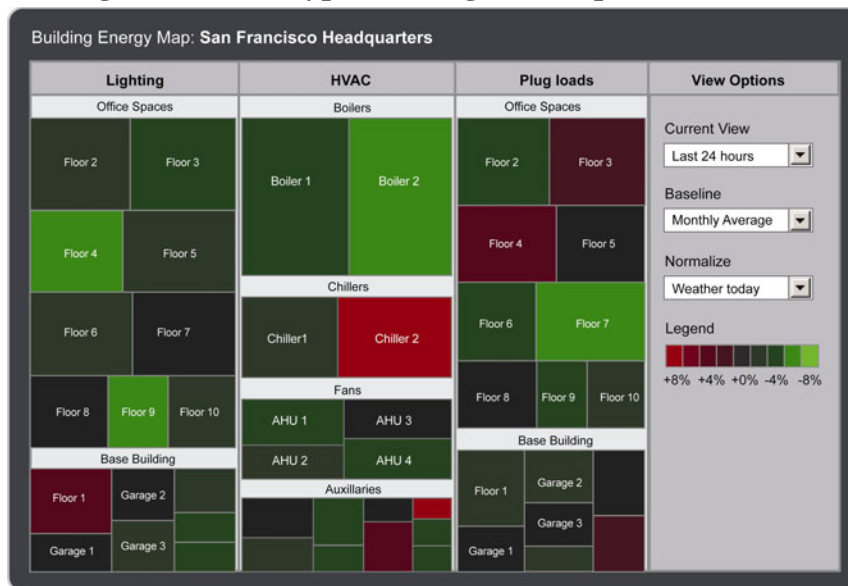 Building Energy Map: San Francisco Headquarters
Lighting
HVAC
Plug loads
View Options
Office Spaces
Floor 2
Floor 3
Floor 4
Floor 5
Floor 6
Floor 7
Floor 8
Floor 9
Floor 10
Base Building
Floor 1
Garage 2
Garage 1
Garage 3
Boilers
Boiler 1
Boiler 2
Chillers
Chiller1
Chiller 2
Fans
AHU 1
AHU 3
AHU 2
AHU 4
Auxillaries
Office Spaces
Floor 2
Floor 3
Floor 4
Floor 5
Floor 6
Floor 7
Floor 8
Floor 9
Floor 10
Base Building
Floor 1
Garage 2
Garage 3
Garage 1
Current View
Last 24 hours
Baseline
Monthly Average
Normalize
Weather today
Legend
+8% +4% +0% -4% -8%